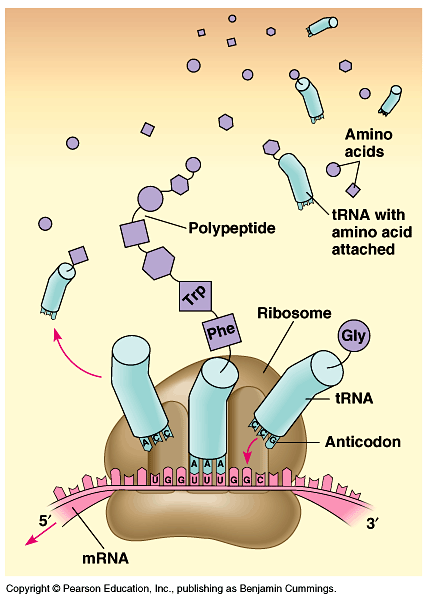 Amino
acids
tRNA with
amino acid
attached
Polypeptide
Trp
Phe
Ribosome
Gly
tRNA
Anticodon
A C C
A A A
C C G
U G G U U U G G C
5′
3′
mRNA
Copyright © Pearson Education, Inc., publishing as Benjamin Cummings.